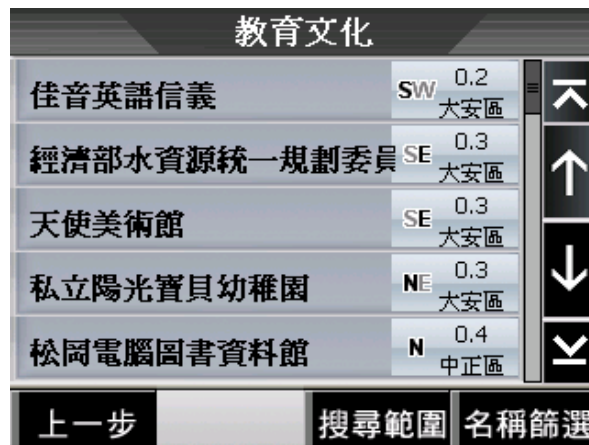 教育文化
佳音英語信義 SW 0.2 大安區
經濟部水資源統一規劃委員 SE 0.3 大安區
天使美術館 SE 0.3 大安區
私立陽光寶貝幼稚園 NE 0.3 大安區
松岡電腦圖書資料館 N 0.4 中正區
上一步 搜尋範圍 名稱篩選